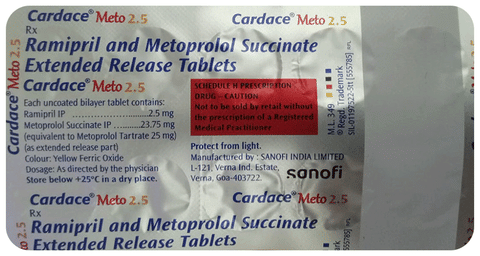 Cardace® Meto 2.5
Cardace® Meto 2.5
Rx
Ramipril and Metoprolol Succinate
Extended Release Tablets
Cardace® Meto 2.5
Each uncoated bilayer tablet contains:
Ramipril IP ........................2.5 mg
Metoprolol Succinate IP ........23.75 mg
(equivalent to Metoprolol Tartrate 25 mg)
(as extended release part)
Colour: Yellow Ferric Oxide
Dosage: As directed by the physician
Store below +25°C in a dry place.
SCHEDULE H PRESCRIPTION
DRUG – CAUTION
Not to be sold by retail without
the prescription of a Registered
Medical Practitioner
Protect from light.
Manufactured by : SANOFI INDIA LIMITED
L-121, Verna Ind. Estate,
Verna, Goa-403722.
sanofi
M.L. 349
® Regd. Trademark
Cardace® Meto 2.5
Cardace® Meto 2.5
Cardace® Meto 2.5
Rx
Ramipril and Metoprolol Succinate
Extended Release Tablets